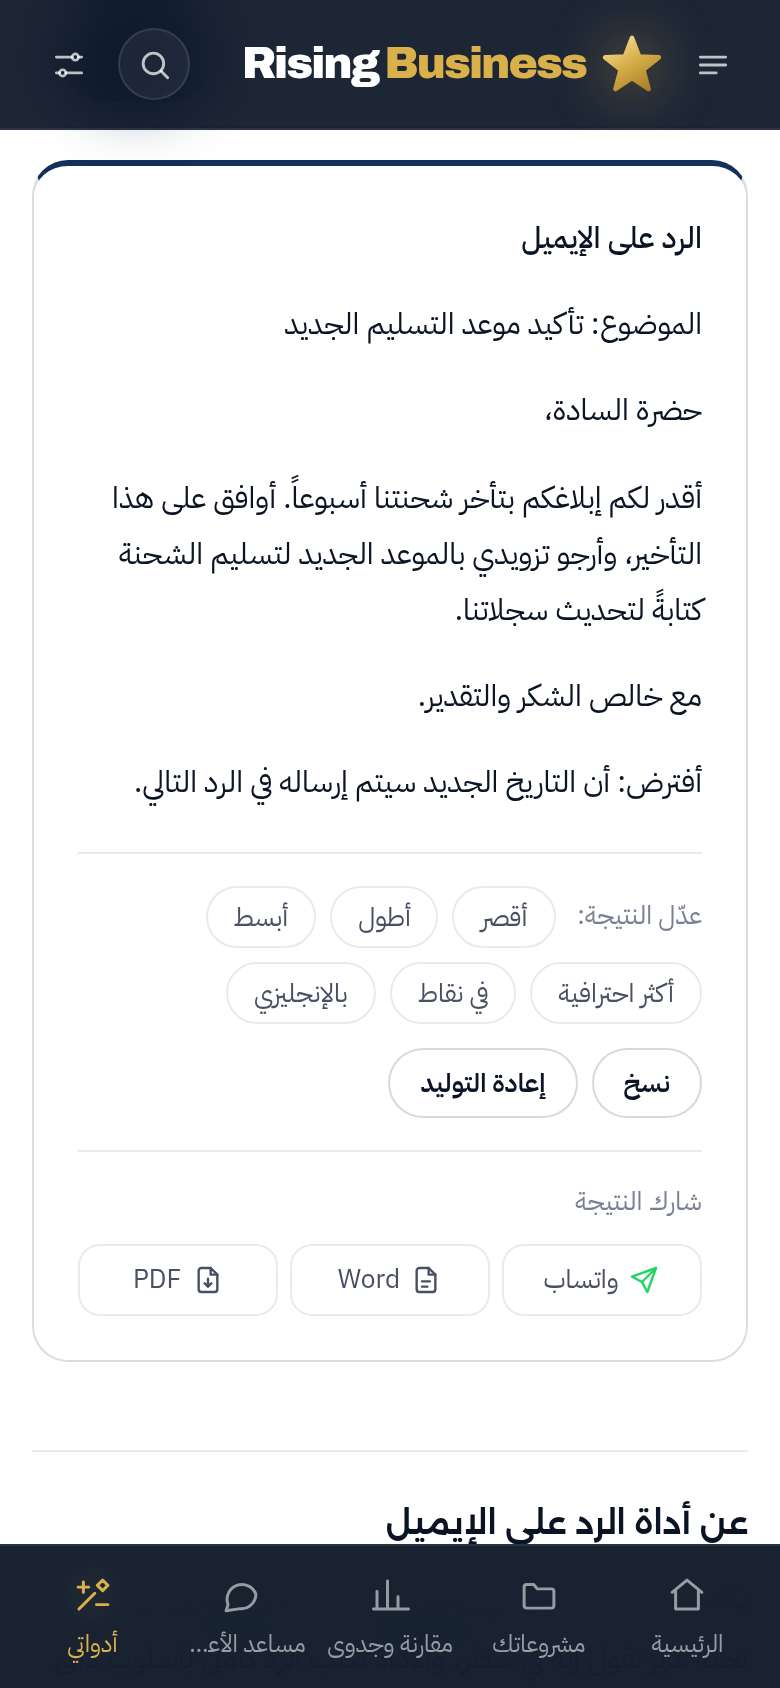 Rising Business
الرد على الإيميل
الموضوع: تأكيد موعد التسليم الجديد
حضرة السادة،
أقدر لكم إبلاغكم بتأخر شحنتنا أسبوعاً. أوافق على هذا
التأخير، وأرجو تزويدي بالموعد الجديد لتسليم الشحنة
كتابةً لتحديث سجلاتنا.
مع خالص الشكر والتقدير.
أفترض: أن التاريخ الجديد سيتم إرساله في الرد التالي.
عدّل النتيجة: أقصر أطول أبسط
أكثر احترافية في نقاط بالإنجليزي
نسخ إعادة التوليد
شارك النتيجة
واتساب Word PDF
عن أداة الرد على الإيميل
الرئيسية مشروعاتك مقارنة وجدوى مساعد الأعـ... أدواتي